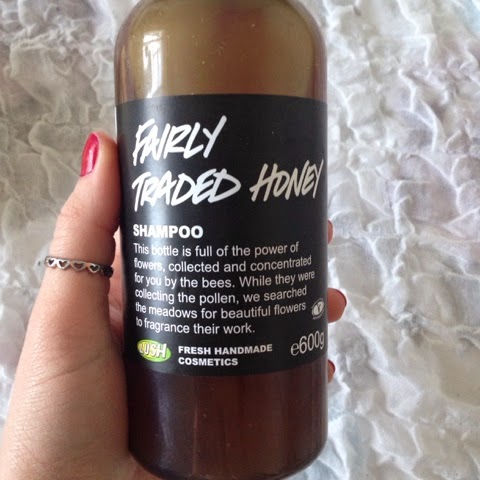 FAIRLY
TRADED HONEY
SHAMPOO
This bottle is full of the power of
flowers, collected and concentrated
for you by the bees. While they were
collecting the pollen, we searched
the meadows for beautiful flowers
to fragrance their work.
LUSH FRESH HANDMADE
COSMETICS
℮600g